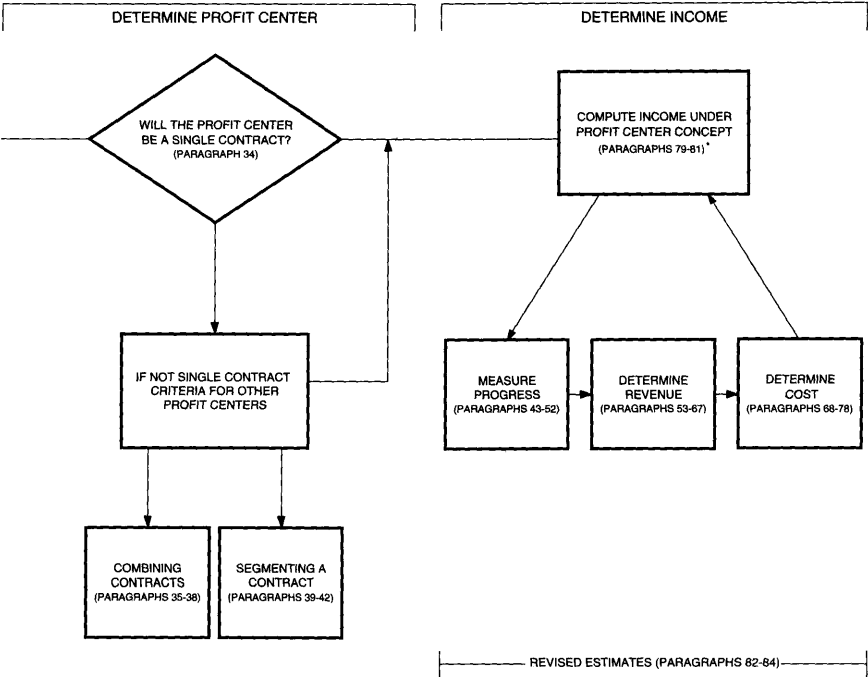 DETERMINE PROFIT CENTER
WILL THE PROFIT CENTER
BE A SINGLE CONTRACT?
(PARAGRAPH 34)
IF NOT SINGLE CONTRACT
CRITERIA FOR OTHER
PROFIT CENTERS
COMBINING
CONTRACTS
(PARAGRAPHS 35-38)
SEGMENTING A
CONTRACT
(PARAGRAPHS 39-42)
DETERMINE INCOME
COMPUTE INCOME UNDER
PROFIT CENTER CONCEPT
(PARAGRAPHS 79-81)*
MEASURE
PROGRESS
(PARAGRAPHS 43-52)
DETERMINE
REVENUE
(PARAGRAPHS 53-67)
DETERMINE
COST
(PARAGRAPHS 68-78)
REVISED ESTIMATES (PARAGRAPHS 82-84)